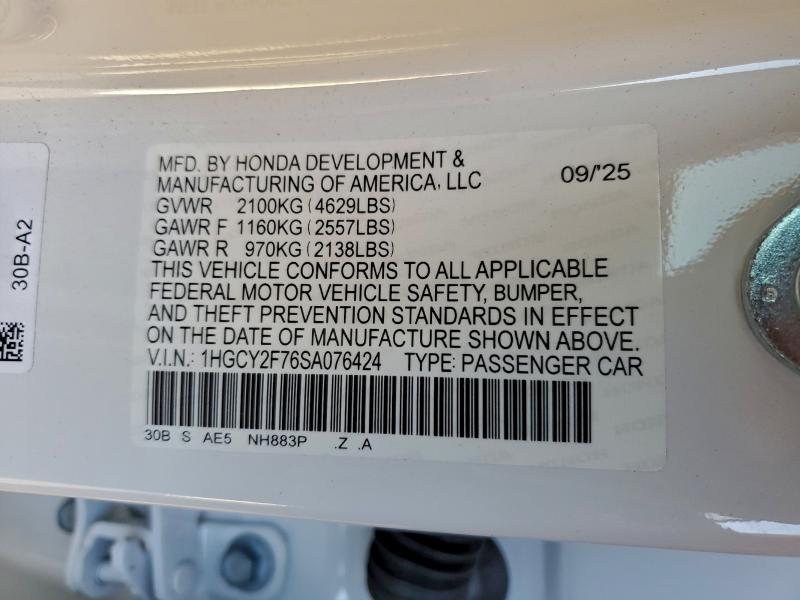 MFD. BY HONDA DEVELOPMENT &
MANUFACTURING OF AMERICA, LLC 09/'25
GVWR 2100KG (4629LBS)
GAWR F 1160KG (2557LBS)
GAWR R 970KG (2138LBS)
THIS VEHICLE CONFORMS TO ALL APPLICABLE
FEDERAL MOTOR VEHICLE SAFETY, BUMPER,
AND THEFT PREVENTION STANDARDS IN EFFECT
ON THE DATE OF MANUFACTURE SHOWN ABOVE.
V.I.N.: 1HGCY2F76SA076424 TYPE: PASSENGER CAR
30B S AE5 NH883P .Z .A
30B-A2